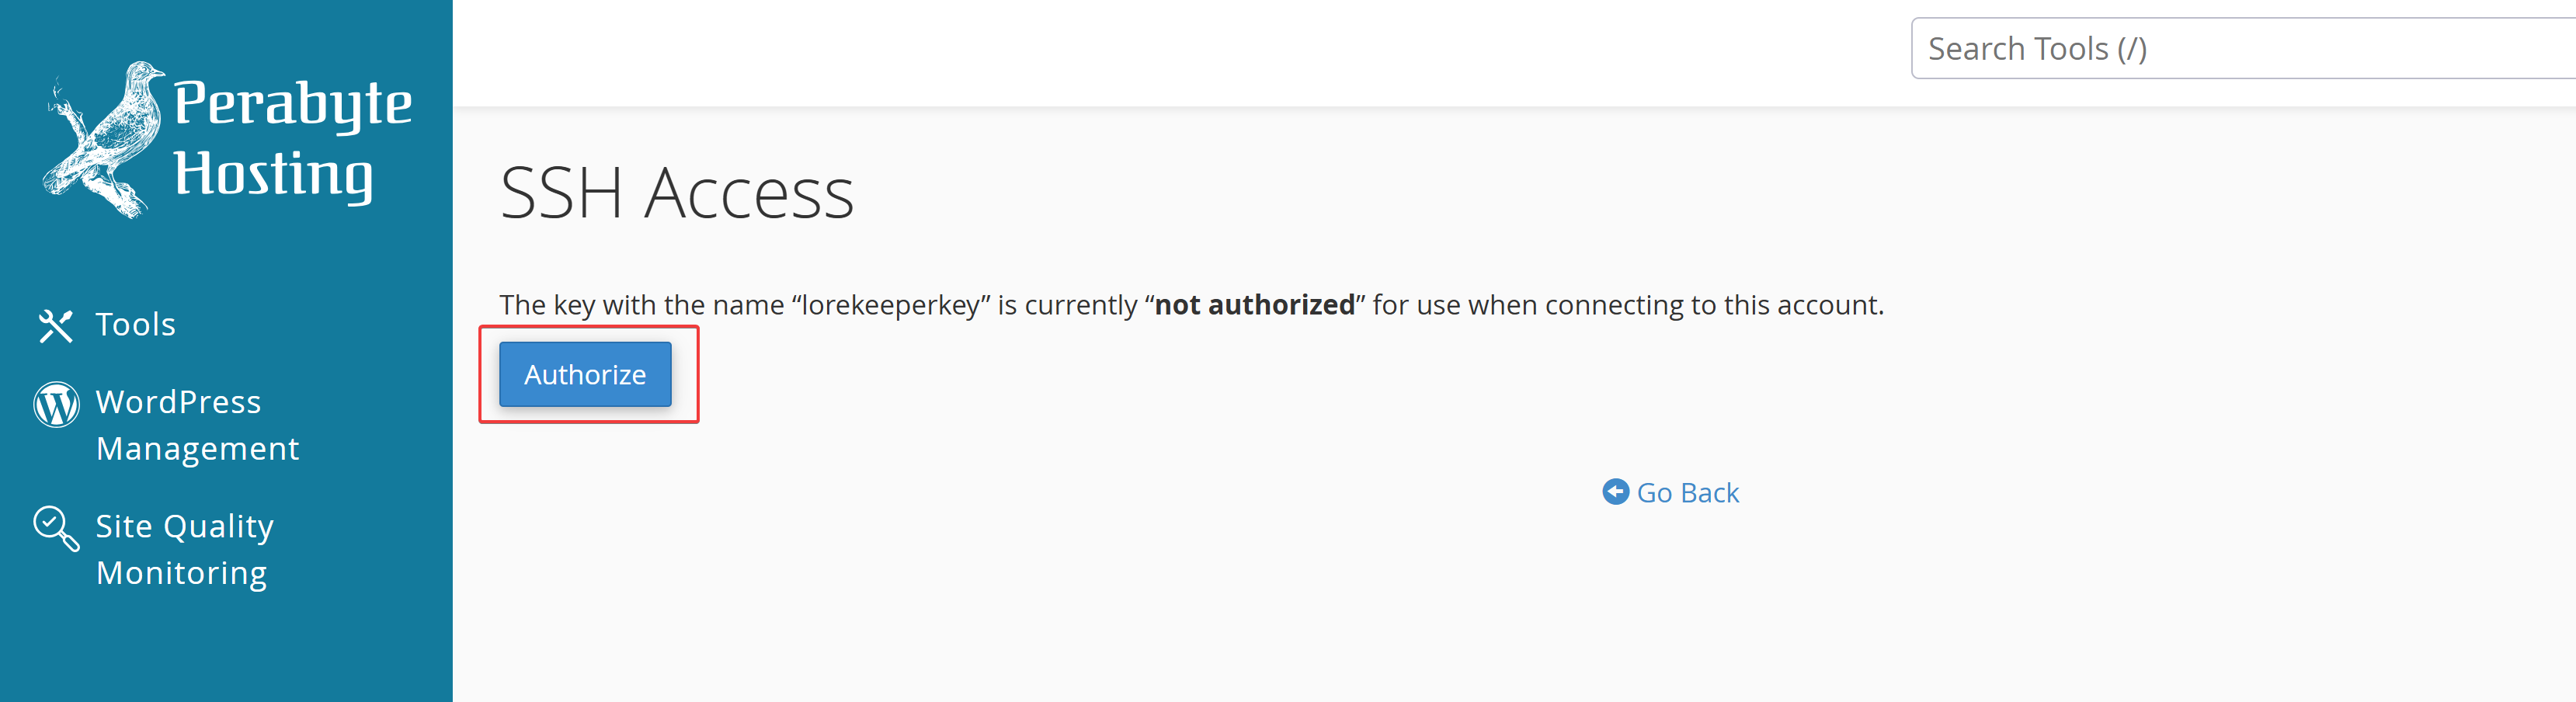 Perabyte
Hosting
Tools
WordPress
Management
Site Quality
Monitoring
Search Tools (/)
SSH Access
The key with the name “lorekeeperkey” is currently “not authorized” for use when connecting to this account.
Authorize
Go Back